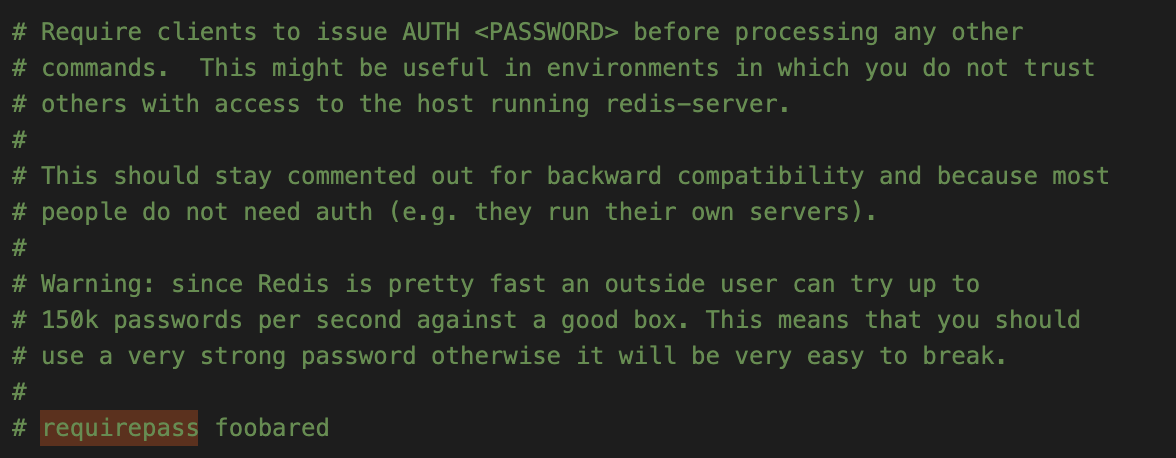 # Require clients to issue AUTH <PASSWORD> before processing any other
# commands.  This might be useful in environments in which you do not trust
# others with access to the host running redis-server.
#
# This should stay commented out for backward compatibility and because most
# people do not need auth (e.g. they run their own servers).
#
# Warning: since Redis is pretty fast an outside user can try up to
# 150k passwords per second against a good box. This means that you should
# use a very strong password otherwise it will be very easy to break.
#
# requirepass foobared